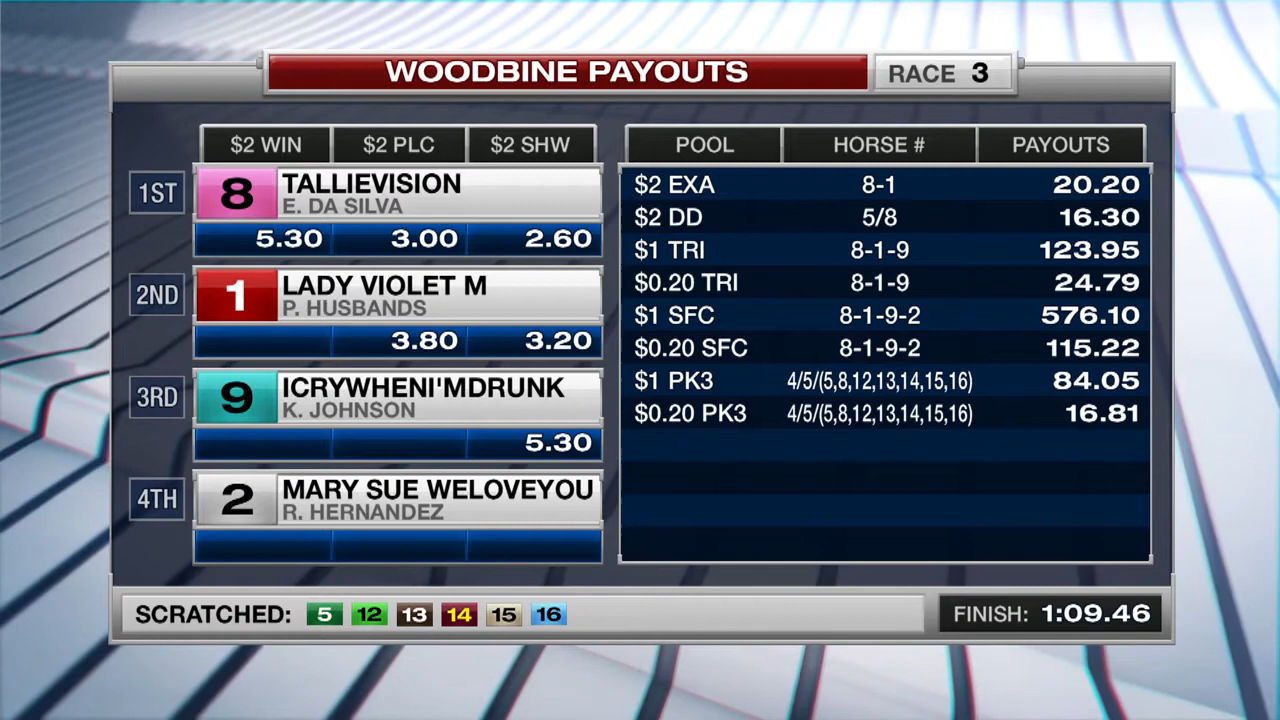 WOODBINE PAYOUTS RACE 3
$2 WIN $2 PLC $2 SHW
1ST 8 TALLIEVISION
E. DA SILVA
5.30 3.00 2.60
2ND 1 LADY VIOLET M
P. HUSBANDS
3.80 3.20
3RD 9 ICRYWHENI'MDRUNK
K. JOHNSON
5.30
4TH 2 MARY SUE WELOVEYOU
R. HERNANDEZ
POOL HORSE # PAYOUTS
$2 EXA 8-1 20.20
$2 DD 5/8 16.30
$1 TRI 8-1-9 123.95
$0.20 TRI 8-1-9 24.79
$1 SFC 8-1-9-2 576.10
$0.20 SFC 8-1-9-2 115.22
$1 PK3 4/5/(5,8,12,13,14,15,16) 84.05
$0.20 PK3 4/5/(5,8,12,13,14,15,16) 16.81
SCRATCHED: 5 12 13 14 15 16
FINISH: 1:09.46